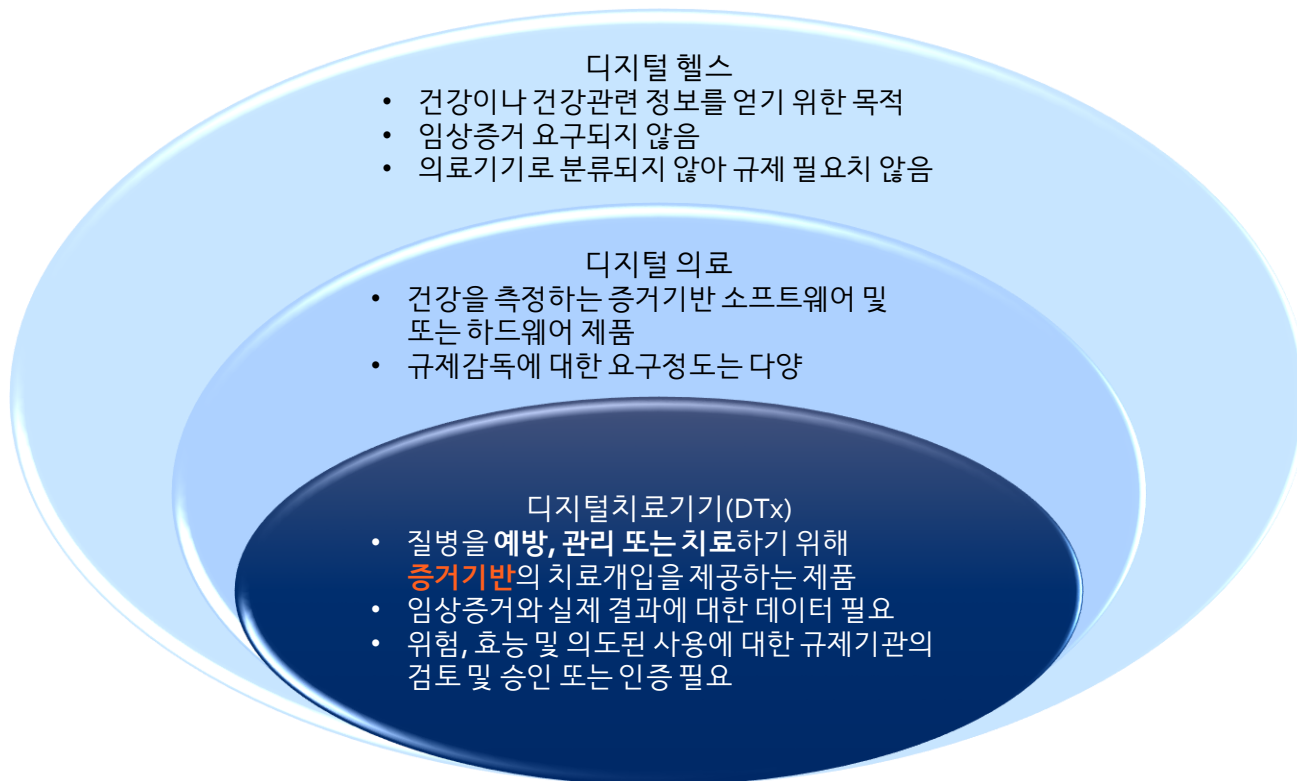 디지털 헬스
• 건강이나 건강관련 정보를 얻기 위한 목적
• 임상증거 요구되지 않음
• 의료기기로 분류되지 않아 규제 필요치 않음
디지털 의료
• 건강을 측정하는 증거기반 소프트웨어 및
또는 하드웨어 제품
• 규제감독에 대한 요구정도는 다양
디지털치료기기(DTx)
• 질병을 예방, 관리 또는 치료하기 위해
증거기반의 치료개입을 제공하는 제품
• 임상증거와 실제 결과에 대한 데이터 필요
• 위험, 효능 및 의도된 사용에 대한 규제기관의
검토 및 승인 또는 인증 필요